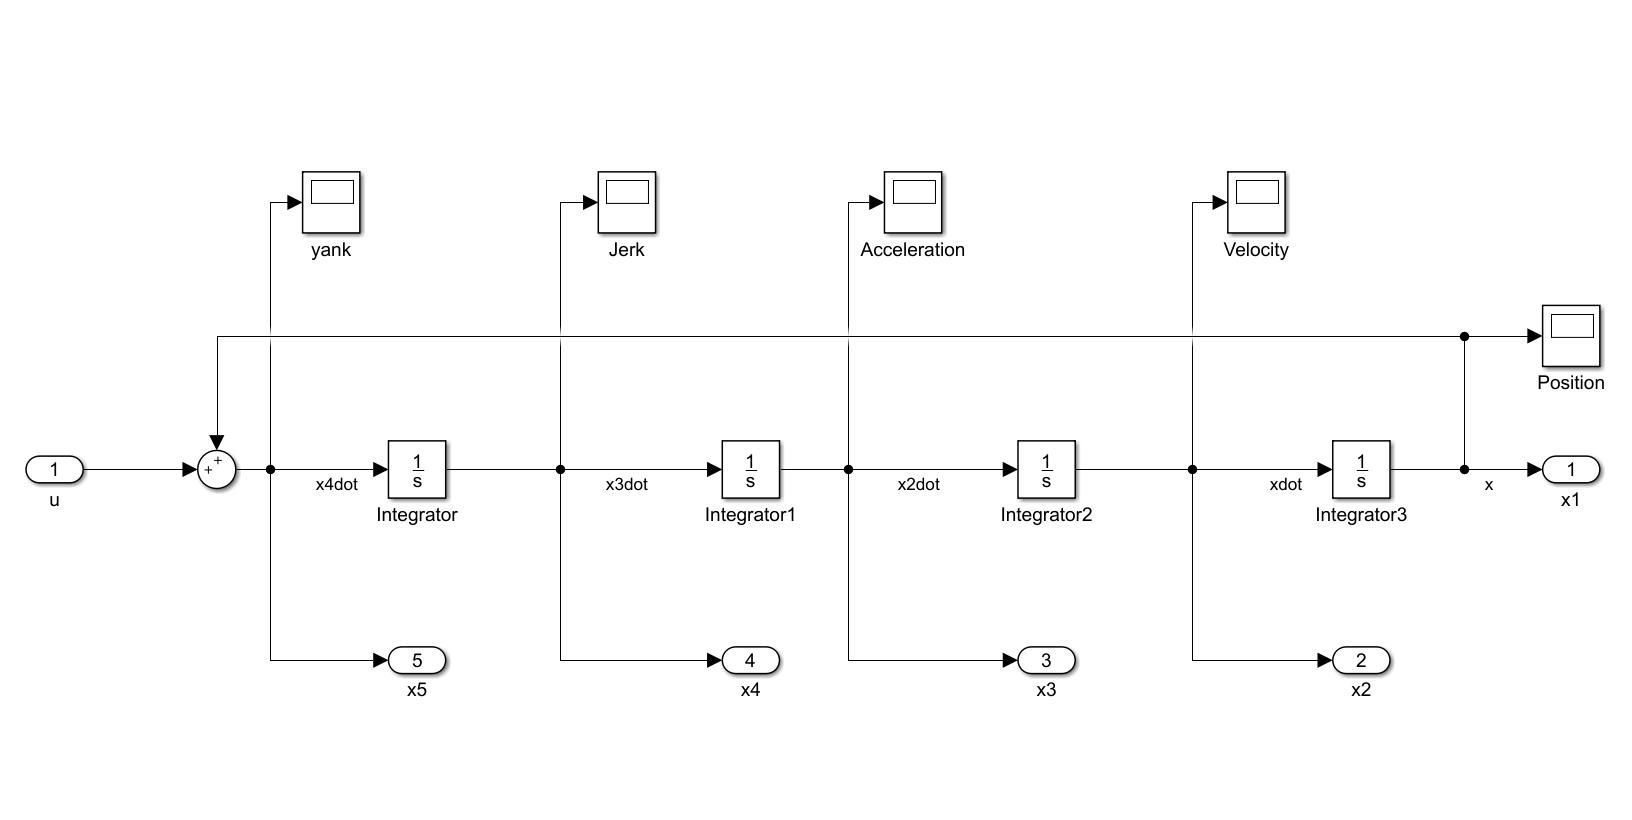 yank
Jerk
Acceleration
Velocity
Position
1
u
+
+
x4dot
1
s
Integrator
x3dot
1
s
Integrator1
x2dot
1
s
Integrator2
xdot
1
s
Integrator3
x
1
x1
5
x5
4
x4
3
x3
2
x2